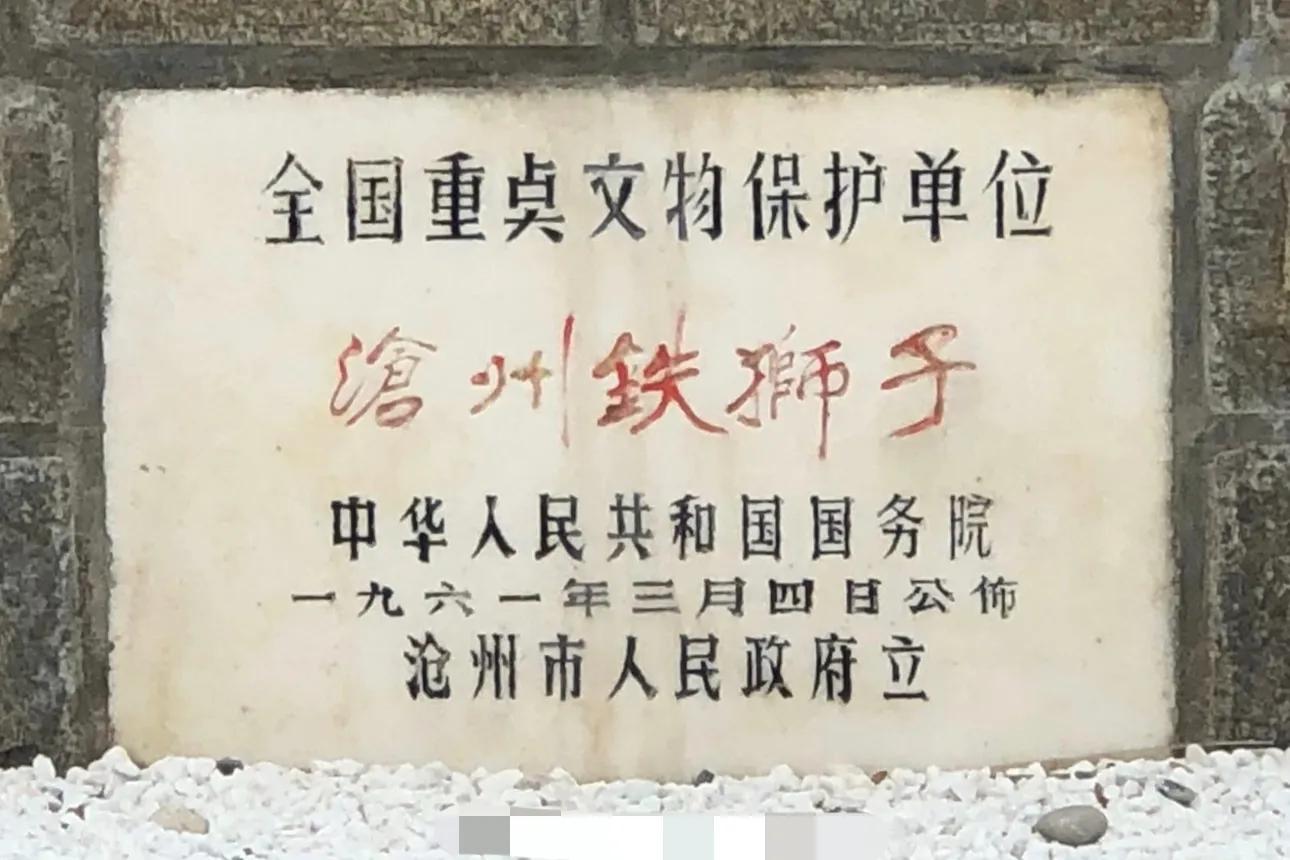 全国重点文物保护单位
滄州鉄獅子
中华人民共和国国务院
一九六一年三月四日公佈
沧州市人民政府立